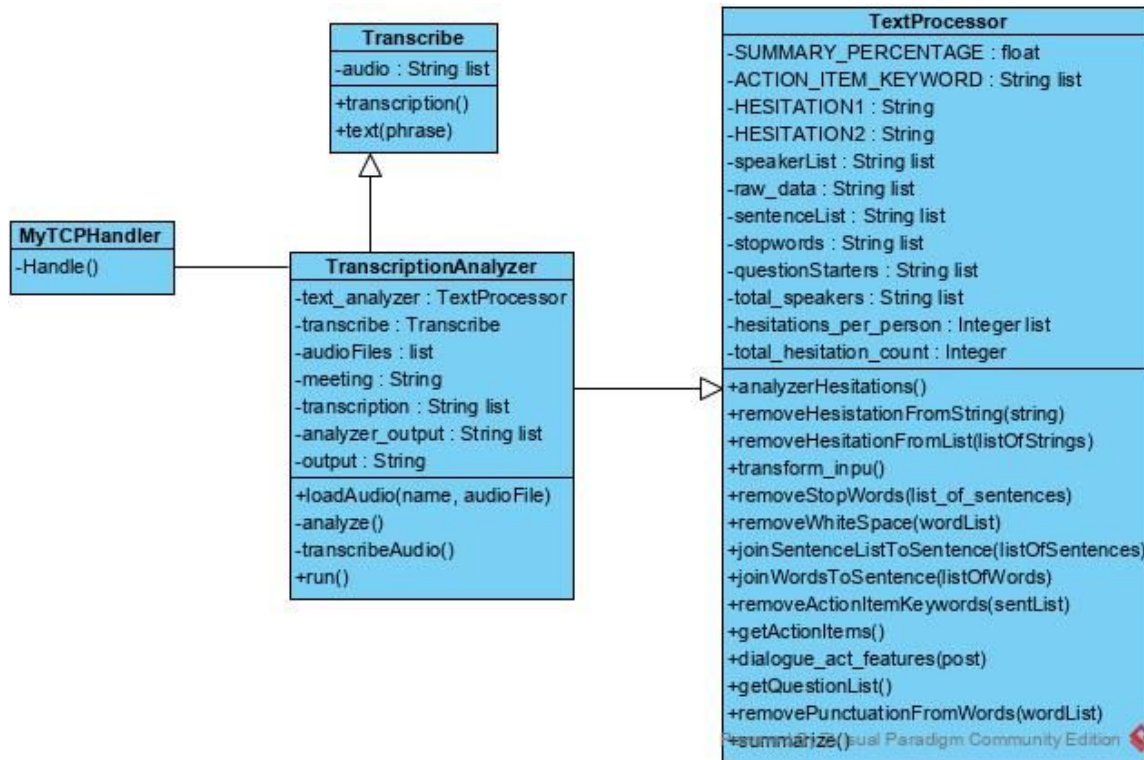 Transcribe
-audio : String list
+transcription()
+text(phrase)
MyTCPHandler
-Handle()
TranscriptionAnalyzer
-text_analyzer : TextProcessor
-transcribe : Transcribe
-audioFiles : list
-meeting : String
-transcription : String list
-analyzer_output : String list
-output : String
+loadAudio(name, audioFile)
-analyze()
-transcribeAudio()
+run()
TextProcessor
-SUMMARY_PERCENTAGE : float
-ACTION_ITEM_KEYWORD : String list
-HESITATION1 : String
-HESITATION2 : String
-speakerList : String list
-raw_data : String list
-sentenceList : String list
-stopwords : String list
-questionStarters : String list
-total_speakers : String list
-hesitations_per_person : Integer list
-total_hesitation_count : Integer
+analyzerHesitations()
+removeHesistationFromString(string)
+removeHesitationFromList(listOfStrings)
+transform_inpu()
+removeStopWords(list_of_sentences)
+removeWhiteSpace(wordList)
+joinSentenceListToSentence(listOfSentences)
+joinWordsToSentence(listOfWords)
+removeActionItemKeywords(sentList)
+getActionItems()
+dialogue_act_features(post)
+getQuestionList()
+removePunctuationFromWords(wordList)
+summarize()
Paradigm Community Edition